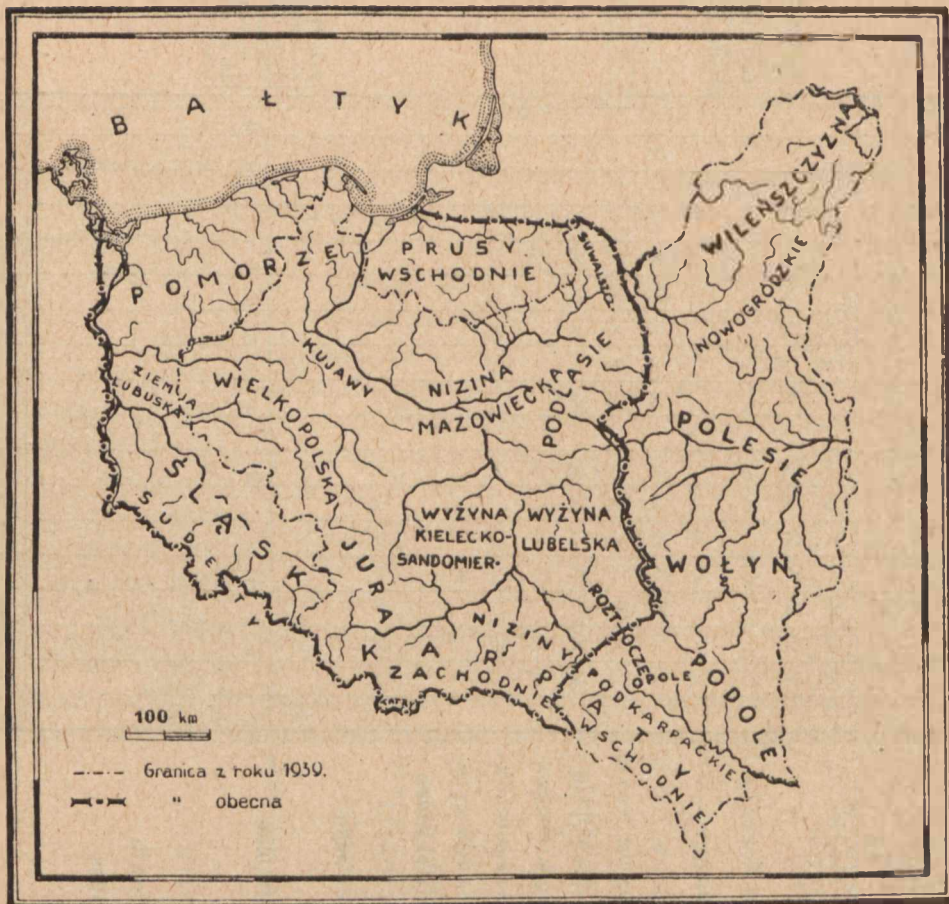 BAŁTYK
WILEŃSZCZYZNA
NOWOGRÓDZKIE
SUWALSZCZ.
PRUSY
WSCHODNIE
POMORZE
KUJAWY
NIZINA
MAZOWIECKA
PODLASIE
ZIEMIA
LUBUSKA
WIELKOPOLSKA
POLESIE
ŚLĄSK
SUDETY
JURA
WYŻYNA
KIELECKO-
SANDOMIER.
WYŻYNA
LUBELSKA
WOŁYŃ
ROZTOCZE
OPOLE
PODOLE
NIZINY
PODKARPACKIE
KARPATY
ZACHODNIE
WSCHODNIE
TATRY
100 km
Granica z roku 1939.
" obecna